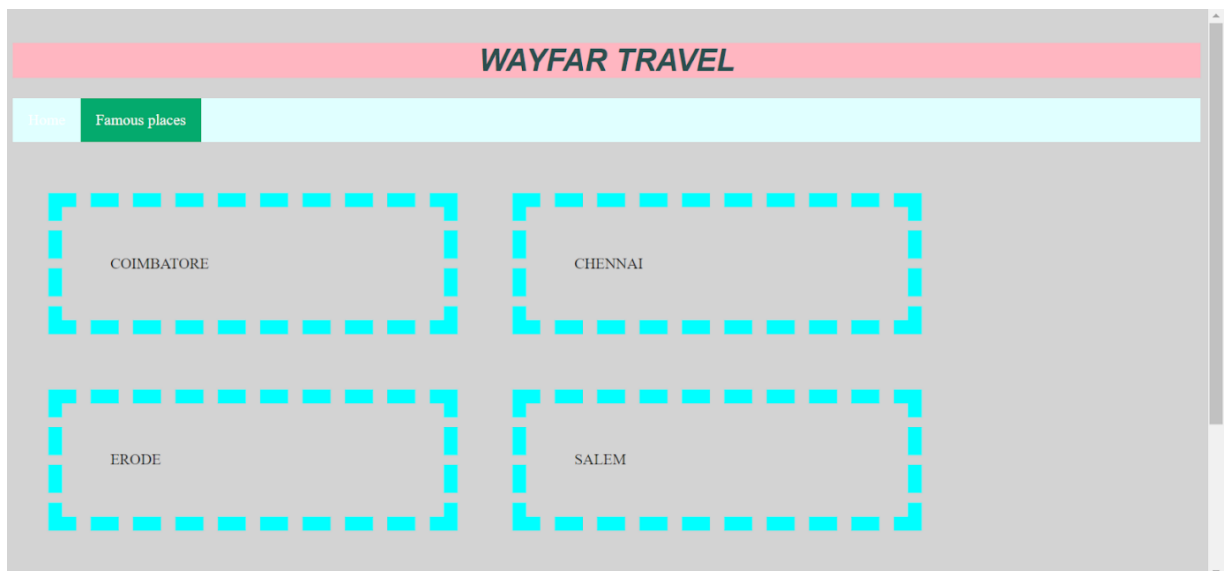 WAYFAR TRAVEL
Home Famous places
COIMBATORE CHENNAI
ERODE SALEM